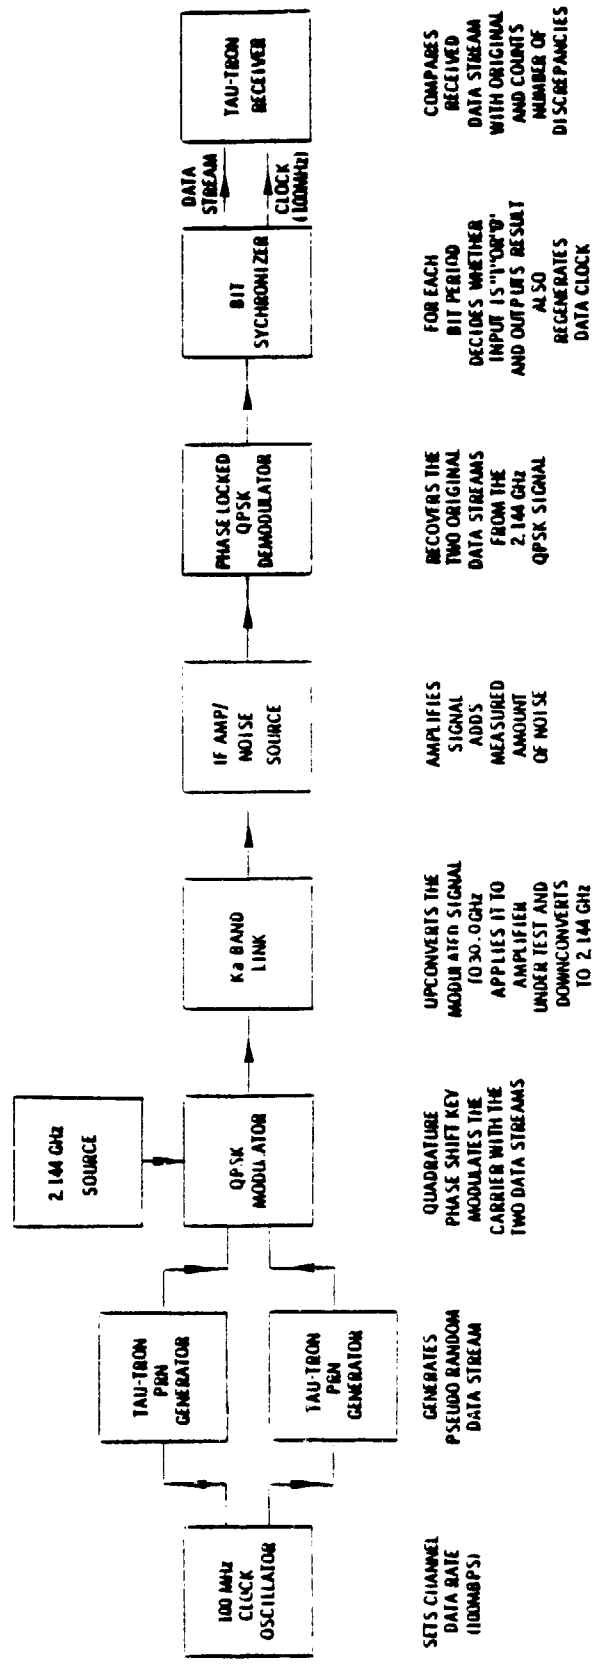 100 MHz
CLOCK
OSCILLATOR
SETS CHANNEL
DATA RATE
(100MBPS)
TAU-TRON
PRN
GENERATOR
TAU-TRON
PRN
GENERATOR
GENERATES
PSEUDO RANDOM
DATA STREAM
2.144 GHz
SOURCE
QPSK
MODULATOR
QUADRATURE
PHASE SHIFT KEY
MODULATES THE
CARRIER WITH THE
TWO DATA STREAMS
Ka BAND
LINK
UPCONVERTS THE
MODULATED SIGNAL
TO 30.0GHz
APPLIES IT TO
AMPLIFIER
UNDER TEST AND
DOWNCONVERTS
TO 2.144 GHz
IF AMP/
NOISE
SOURCE
AMPLIFIES
SIGNAL
ADDS
MEASURED
AMOUNT
OF NOISE
PHASE LOCKED
QPSK
DEMODULATOR
RECOVERS THE
TWO ORIGINAL
DATA STREAMS
FROM THE
2.144 GHz
QPSK SIGNAL
BIT
SYCHRONIZER
FOR EACH
BIT PERIOD
DECIDES WHETHER
INPUT IS "1" OR "0"
AND OUTPUTS RESULT
ALSO
REGENERATES
DATA CLOCK
DATA
STREAM
CLOCK
(100MHz)
TAU-TRON
RECEIVER
COMPARES
RECEIVED
DATA STREAM
WITH ORIGINAL
AND COUNTS
NUMBER OF
DISCREPANCIES